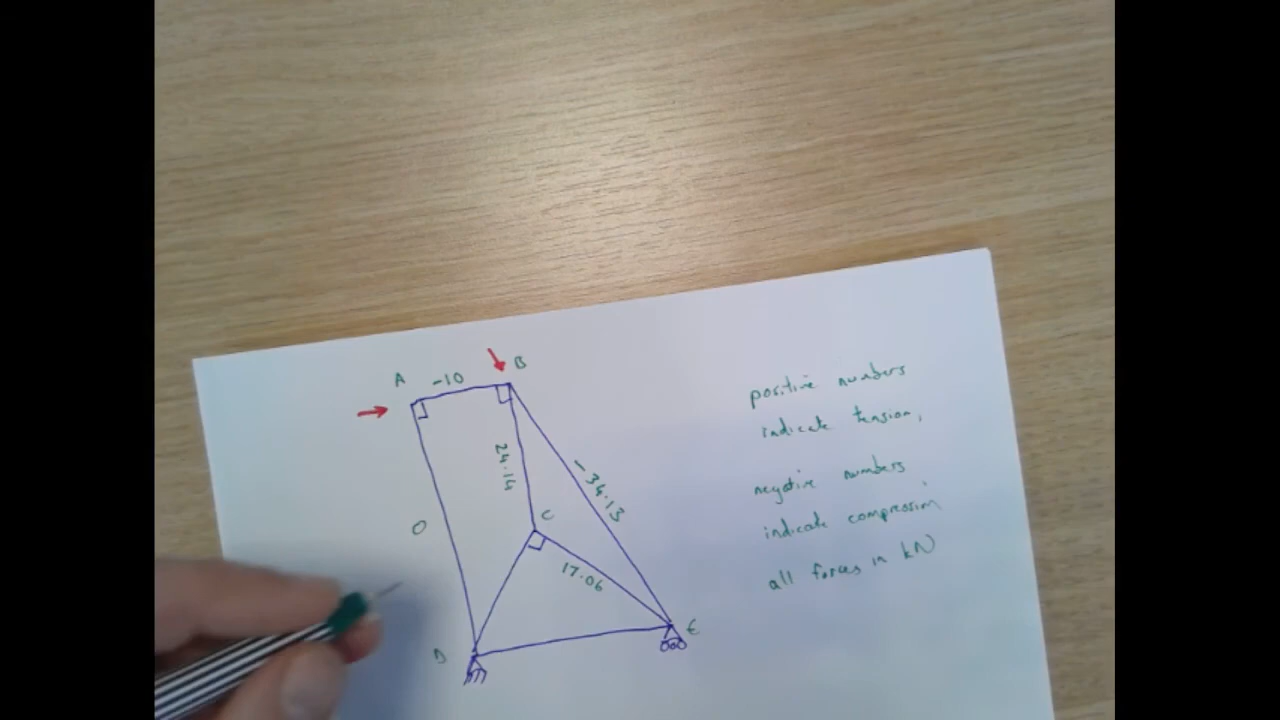 A
-10
B
24.14
-34.13
0
C
17.06
D
E
positive numbers
indicate tension,
negative numbers
indicate compression
all forces in kN